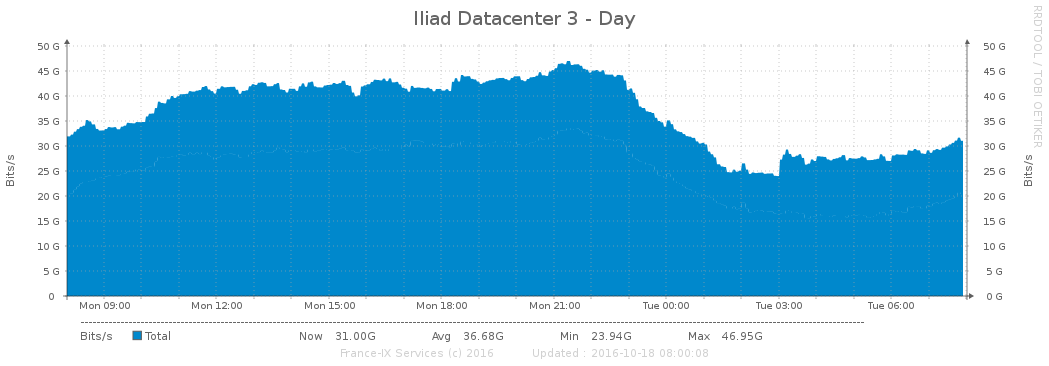 Iliad Datacenter 3 - Day
RRDTOOL / TOBI OETIKER
50 G 50 G
45 G 45 G
40 G 40 G
35 G 35 G
30 G 30 G
25 G 25 G
20 G 20 G
15 G 15 G
10 G 10 G
5 G 5 G
0 0 G
Bits/s
Bits/s
Mon 09:00 Mon 12:00 Mon 15:00 Mon 18:00 Mon 21:00 Tue 00:00 Tue 03:00 Tue 06:00
Bits/s Total Now 31.00G Avg 36.68G Min 23.94G Max 46.95G
France-IX Services (c) 2016 Updated : 2016-10-18 08:00:08